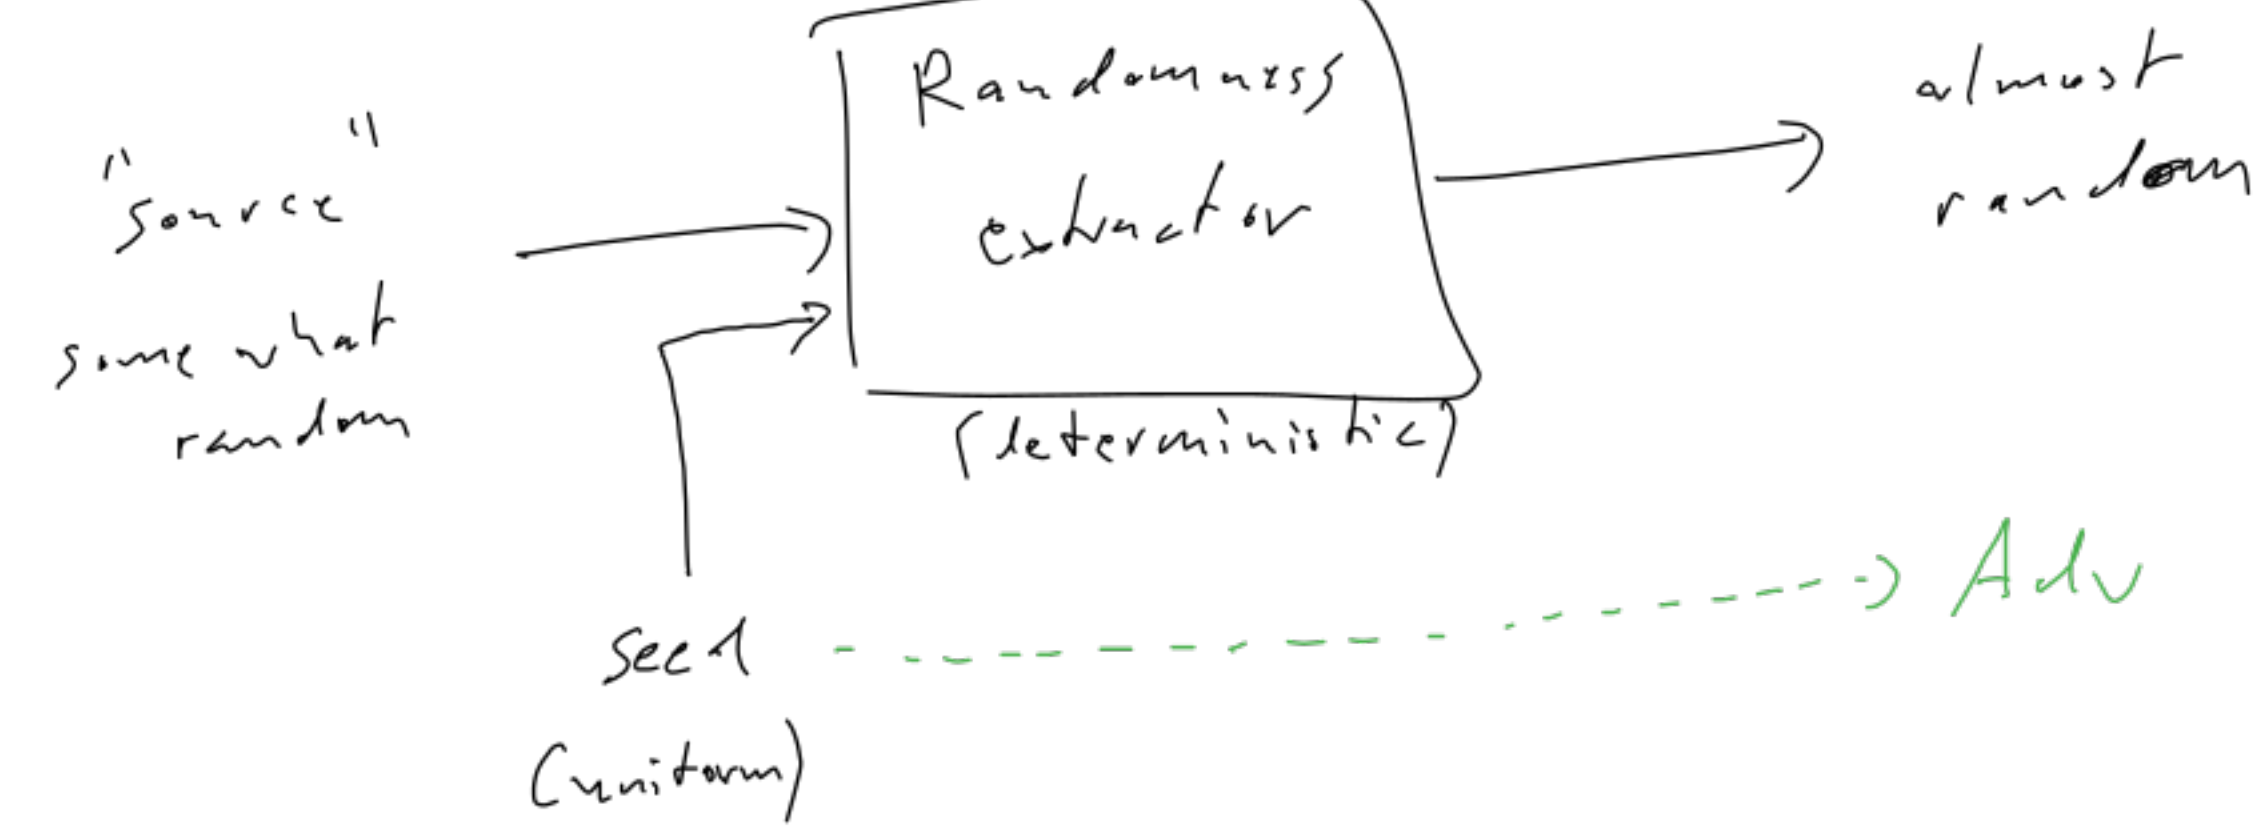 "source"
somewhat
random
Randomness
extractor
(deterministic)
almost
random
seed
(uniform)
Adv